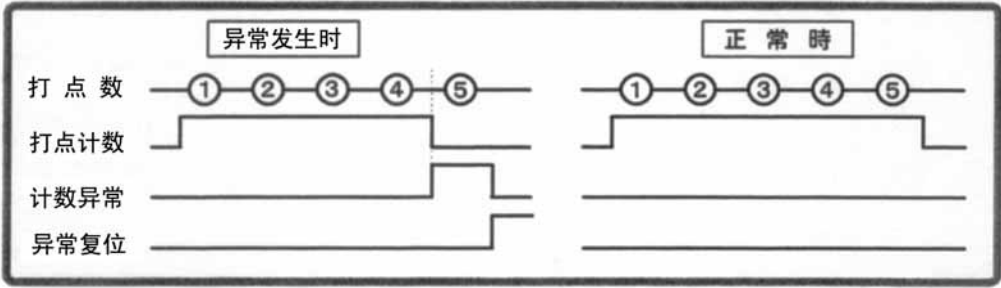 异常发生时 正常時
打点数 ① ② ③ ④ ⑤ ① ② ③ ④ ⑤
打点计数
计数异常
异常复位